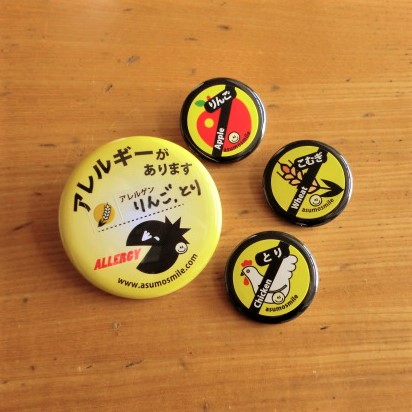 アレルギーが
あります
アレルゲン
りんご、とり
ALLERGY
www.asumosmile.com
りんご
Apple
こむぎ
Wheat
asumosmile
とり
Chicken
asumosmile